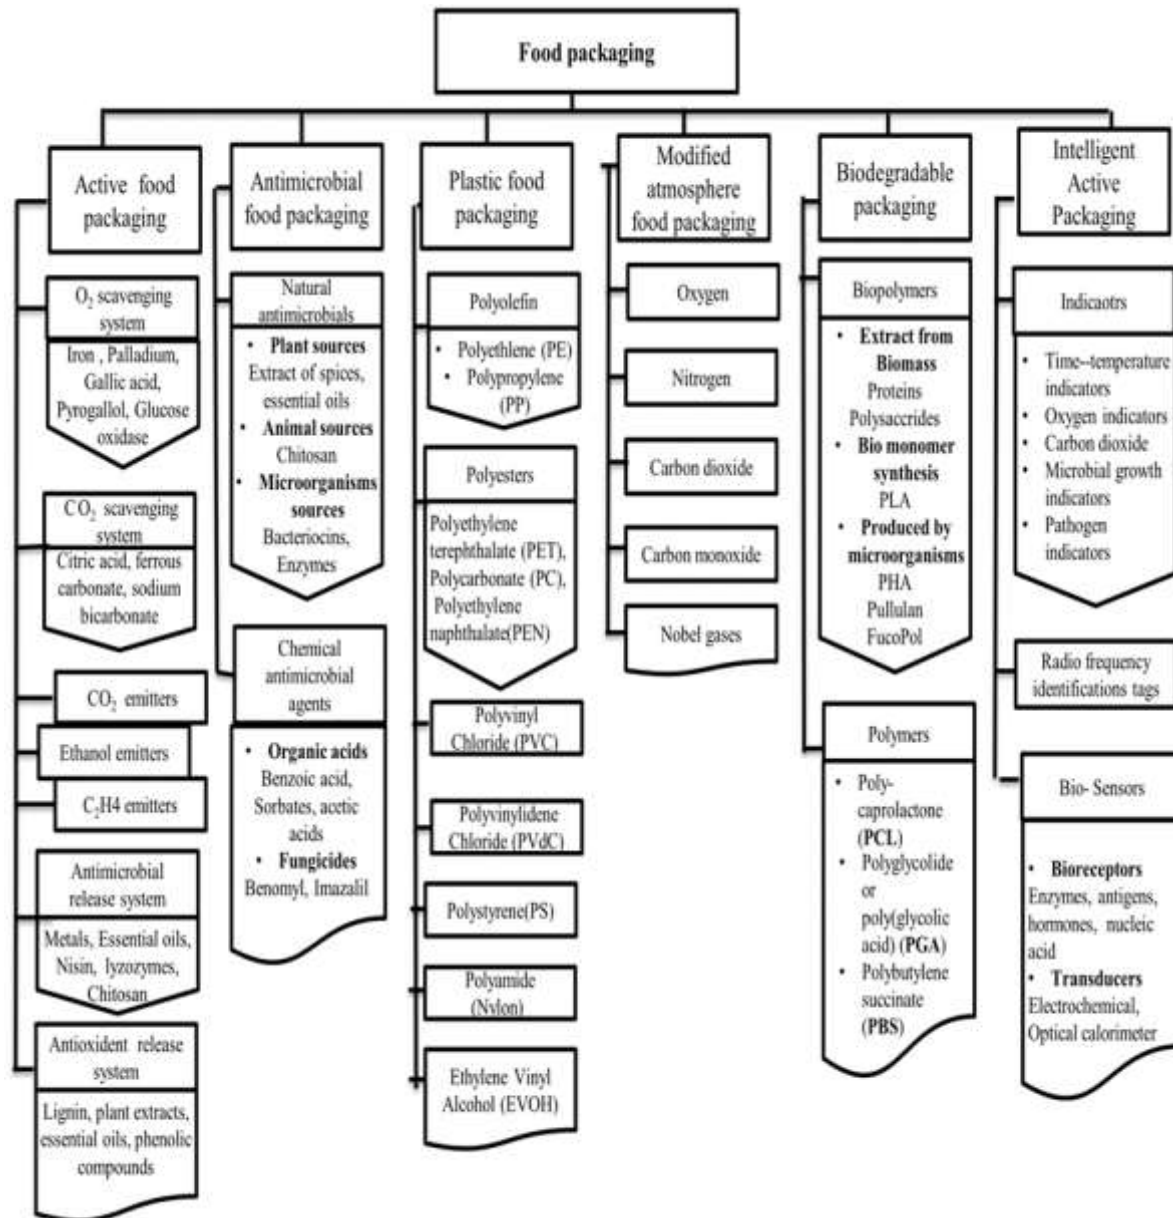 Food packaging
Active food
packaging
O2 scavenging
system
Iron , Palladium,
Gallic acid,
Pyrogallol, Glucose
oxidase
CO2 scavenging
system
Citric acid, ferrous
carbonate, sodium
bicarbonate
CO2 emitters
Ethanol emitters
C2H4 emitters
Antimicrobial
release system
Metals, Essential oils,
Nisin, lyzozymes,
Chitosan
Antioxident release
system
Lignin, plant extracts,
essential oils, phenolic
compounds
Antimicrobial
food packaging
Natural
antimicrobials
• Plant sources
Extract of spices,
essential oils
• Animal sources
Chitosan
• Microorganisms
sources
Bacteriocins,
Enzymes
Chemical
antimicrobial
agents
• Organic acids
Benzoic acid,
Sorbates, acetic
acids
• Fungicides
Benomyl, Imazalil
Plastic food
packaging
Polyolefin
• Polyethlene (PE)
• Polypropylene
(PP)
Polyesters
Polyethylene
terephthalate (PET),
Polycarbonate (PC),
Polyethylene
naphthalate(PEN)
Polyvinyl
Chloride (PVC)
Polyvinylidene
Chloride (PVdC)
Polystyrene(PS)
Polyamide
(Nylon)
Ethylene Vinyl
Alcohol (EVOH)
Modified
atmosphere
food packaging
Oxygen
Nitrogen
Carbon dioxide
Carbon monoxide
Nobel gases
Biodegradable
packaging
Biopolymers
• Extract from
Biomass
Proteins
Polysaccrides
• Bio monomer
synthesis
PLA
• Produced by
microorganisms
PHA
Pullulan
FucoPol
Polymers
• Poly-
caprolactone
(PCL)
• Polyglycolide
or
poly(glycolic
acid) (PGA)
• Polybutylene
succinate
(PBS)
Intelligent
Active
Packaging
Indicaotrs
• Time--temperature
indicators
• Oxygen indicators
• Carbon dioxide
• Microbial growth
indicators
• Pathogen
indicators
Radio frequency
identifications tags
Bio- Sensors
• Bioreceptors
Enzymes, antigens,
hormones, nucleic
acid
• Transducers
Electrochemical,
Optical calorimeter